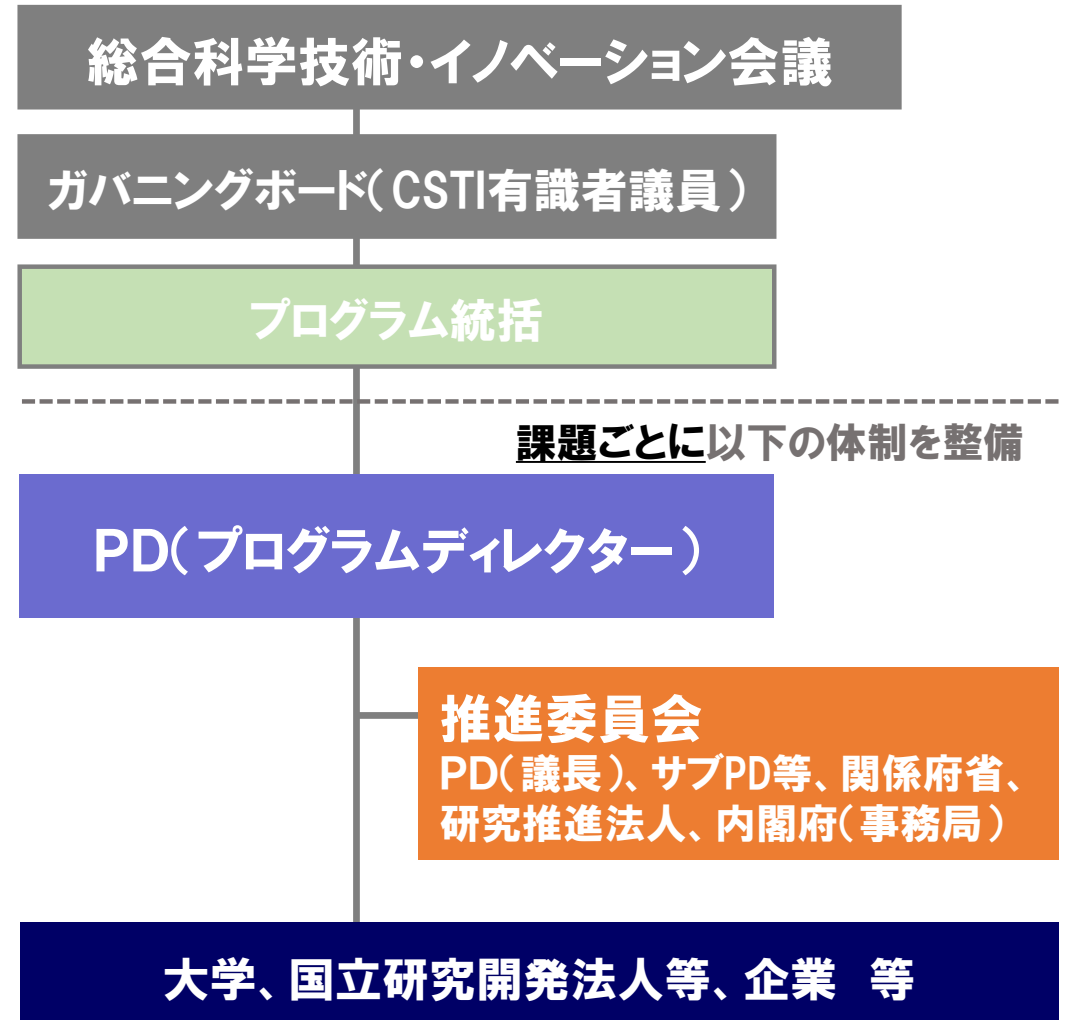 総合科学技術・イノベーション会議
ガバニングボード（CSTI有識者議員）
プログラム統括
課題ごとに以下の体制を整備
PD（プログラムディレクター）
推進委員会
PD（議長）、サブPD等、関係府省、
研究推進法人、内閣府（事務局）
大学、国立研究開発法人等、企業　等